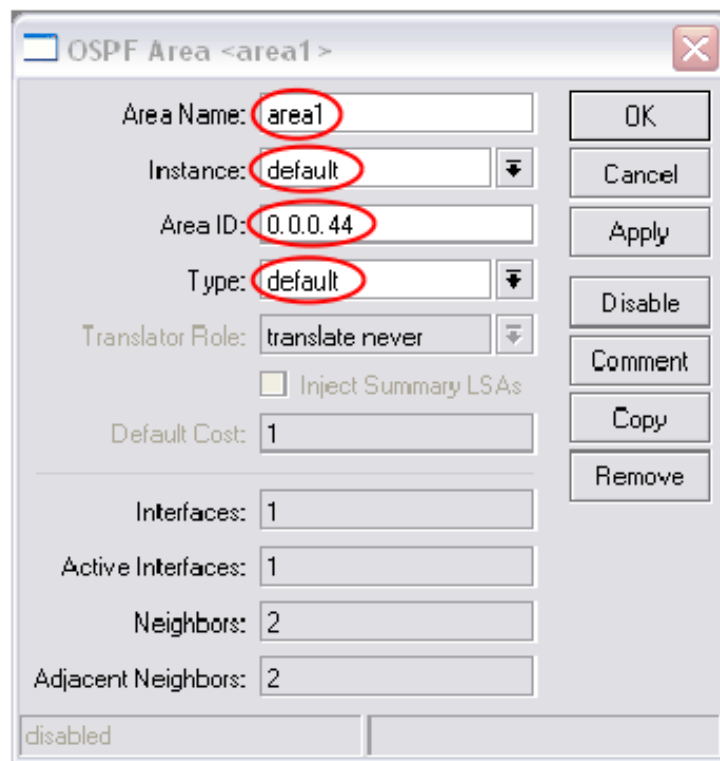 OSPF Area <area1>
Area Name: area1 OK
Instance: default Cancel
Area ID: 0.0.0.44 Apply
Type: default Disable
Translator Role: translate never Comment
Inject Summary LSAs
Default Cost: 1 Copy
Remove
Interfaces: 1
Active Interfaces: 1
Neighbors: 2
Adjacent Neighbors: 2
disabled